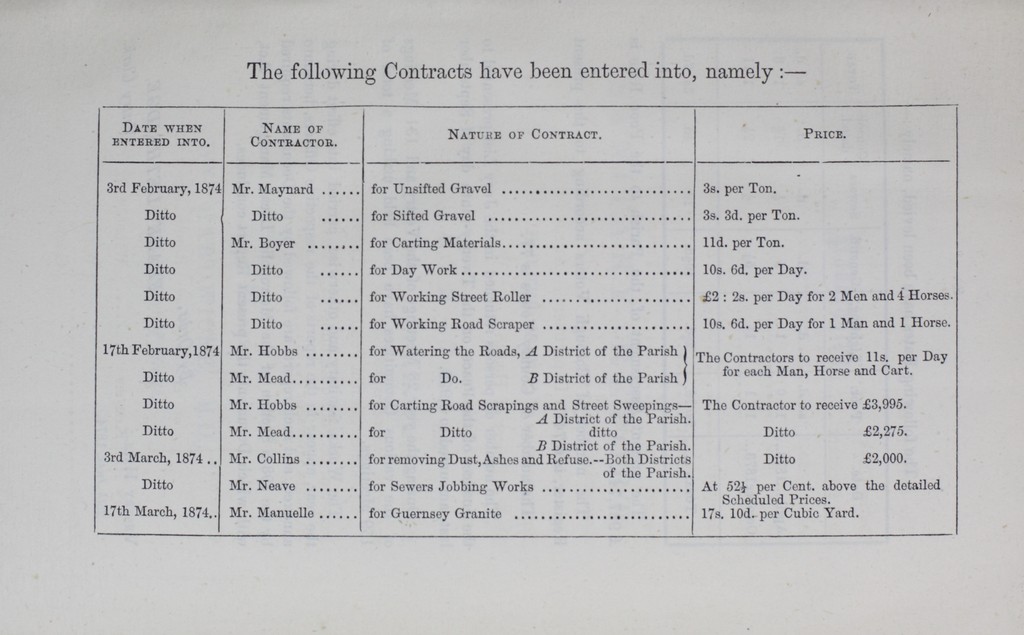 The following Contracts have been entered into, namely :—
DATE WHEN ENTERED INTO. NAME OF CONTRACTOR. NATURE OF CONTRACT. PRICE.
3rd February, 1874 Mr. Maynard ...... for Unsifted Gravel .............................. 3s. per Ton.
Ditto Ditto ...... for Sifted Gravel .............................. 3s. 3d. per Ton.
Ditto Mr. Boyer ........ for Carting Materials.............................. 11d. per Ton.
Ditto Ditto ...... for Day Work.................................... 10s. 6d. per Day.
Ditto Ditto ...... for Working Street Roller ........................ £2 : 2s. per Day for 2 Men and 4 Horses.
Ditto Ditto ...... for Working Road Scraper ........................ 10s. 6d. per Day for 1 Man and 1 Horse.
17th February, 1874 Mr. Hobbs ........ for Watering the Roads, A District of the Parish } The Contractors to receive 11s. per Day
Ditto Mr. Mead.......... for Do. B District of the Parish } for each Man, Horse and Cart.
Ditto Mr. Hobbs ........ for Carting Road Scrapings and Street Sweepings— The Contractor to receive £3,995.
A District of the Parish.
Ditto Mr. Mead.......... for Ditto ditto Ditto £2,275.
B District of the Parish.
3rd March, 1874 .. Mr. Collins ........ for removing Dust, Ashes and Refuse.--Both Districts Ditto £2,000.
of the Parish.
Ditto Mr. Neave ........ for Sewers Jobbing Works ........................ At 52½ per Cent. above the detailed
Scheduled Prices.
17th March, 1874.. Mr. Manuelle ...... for Guernsey Granite ............................ 17s. 10d. per Cubic Yard.